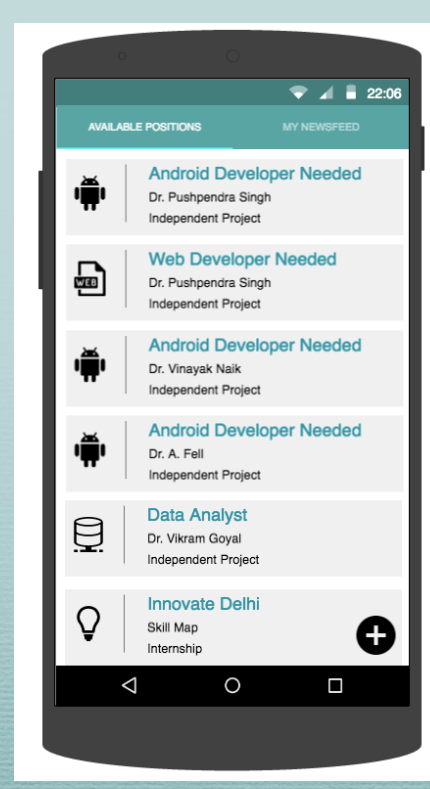 22:06
AVAILABLE POSITIONS
MY NEWSFEED
Android Developer Needed
Dr. Pushpendra Singh
Independent Project
WEB
Web Developer Needed
Dr. Pushpendra Singh
Independent Project
Android Developer Needed
Dr. Vinayak Naik
Independent Project
Android Developer Needed
Dr. A. Fell
Independent Project
Data Analyst
Dr. Vikram Goyal
Independent Project
Innovate Delhi
Skill Map
Internship